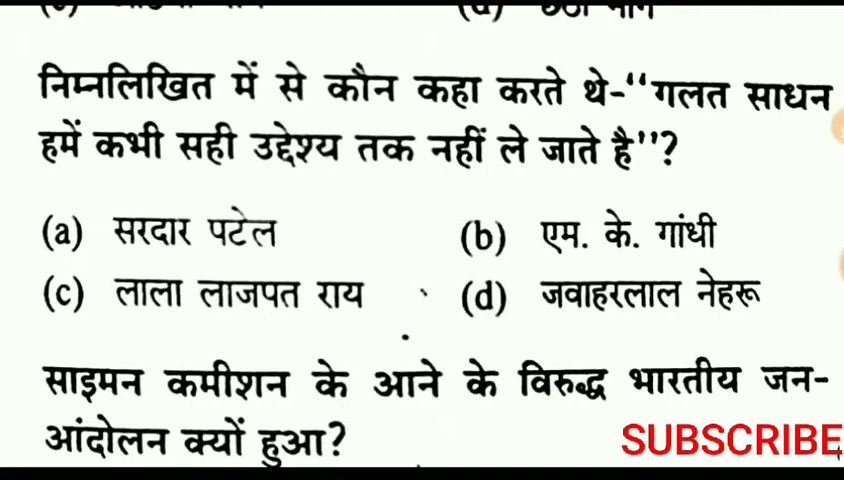 निम्नलिखित में से कौन कहा करते थे-"गलत साधन
हमें कभी सही उद्देश्य तक नहीं ले जाते है"?
(a) सरदार पटेल (b) एम. के. गांधी
(c) लाला लाजपत राय (d) जवाहरलाल नेहरू
साइमन कमीशन के आने के विरुद्ध भारतीय जन-
आंदोलन क्यों हुआ?
SUBSCRIBE